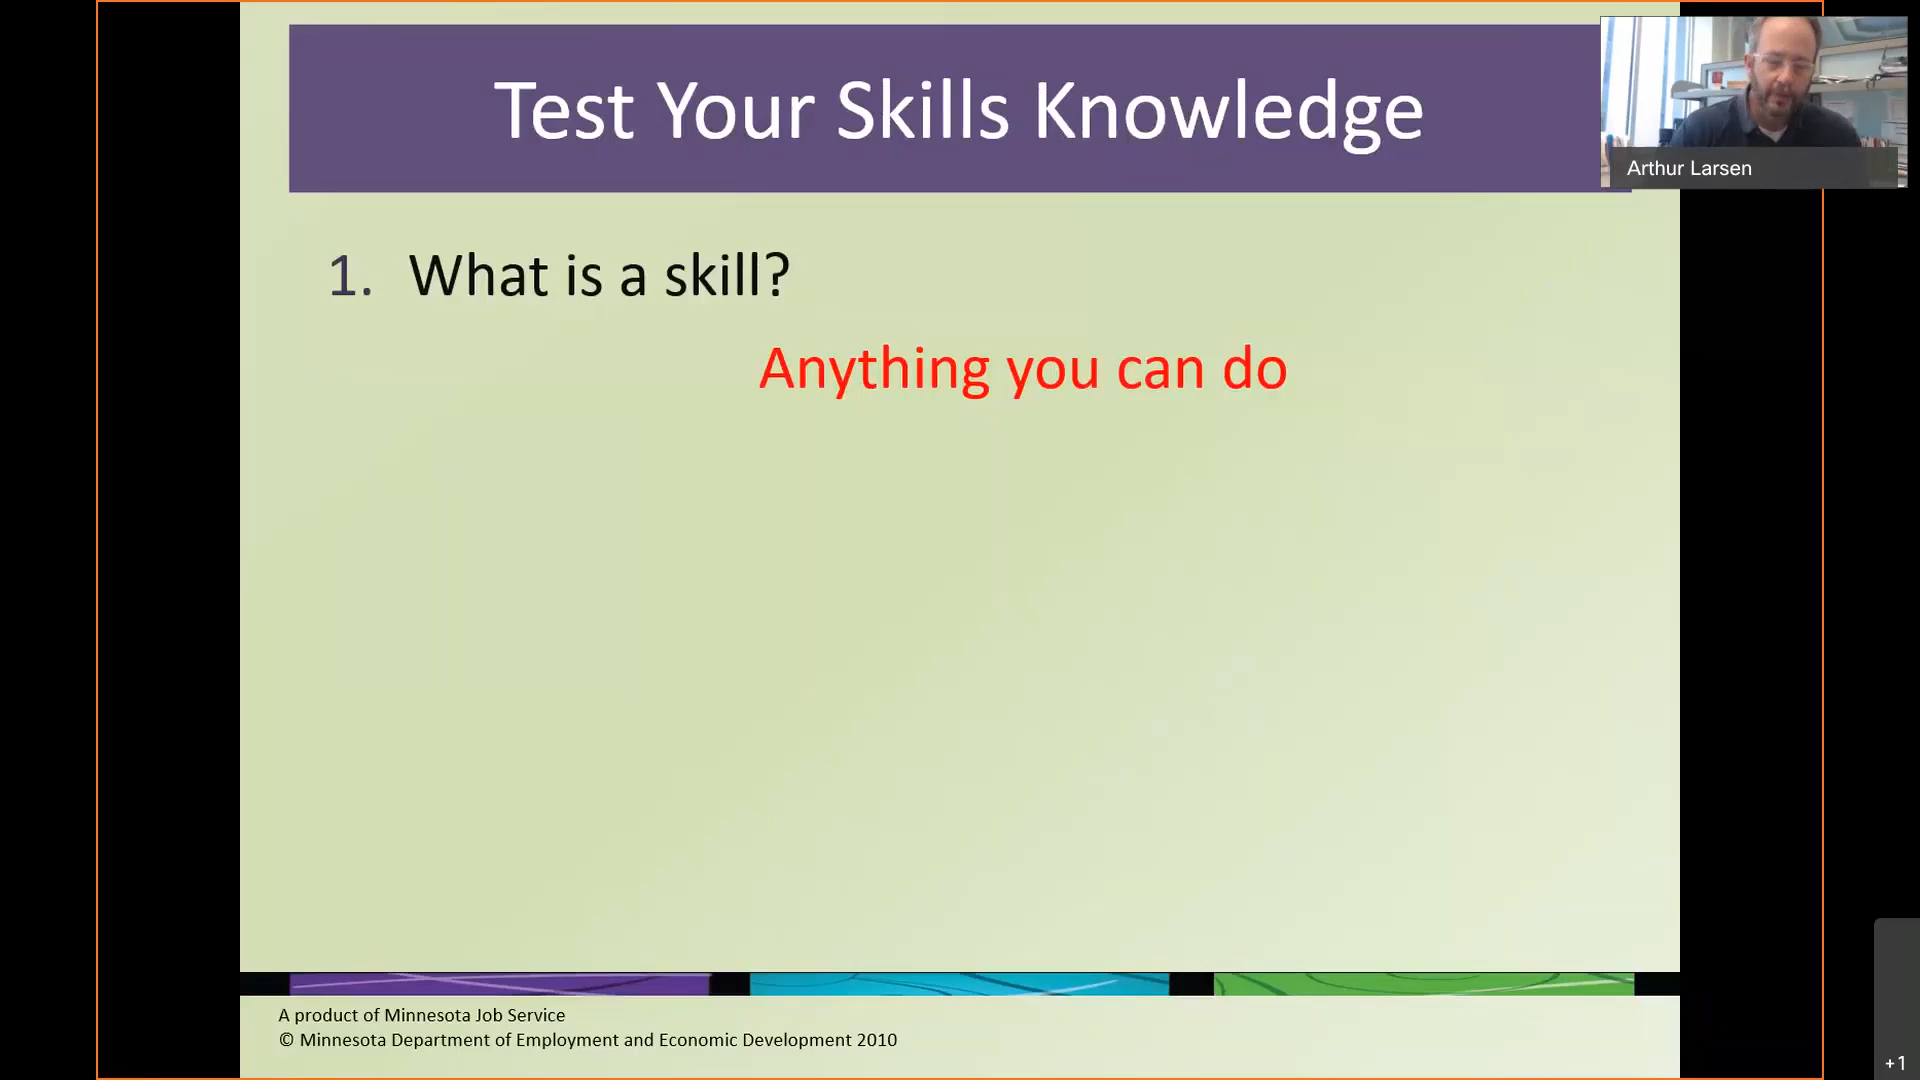 Test Your Skills Knowledge
Arthur Larsen
1. What is a skill?
Anything you can do
A product of Minnesota Job Service
© Minnesota Department of Employment and Economic Development 2010
+1